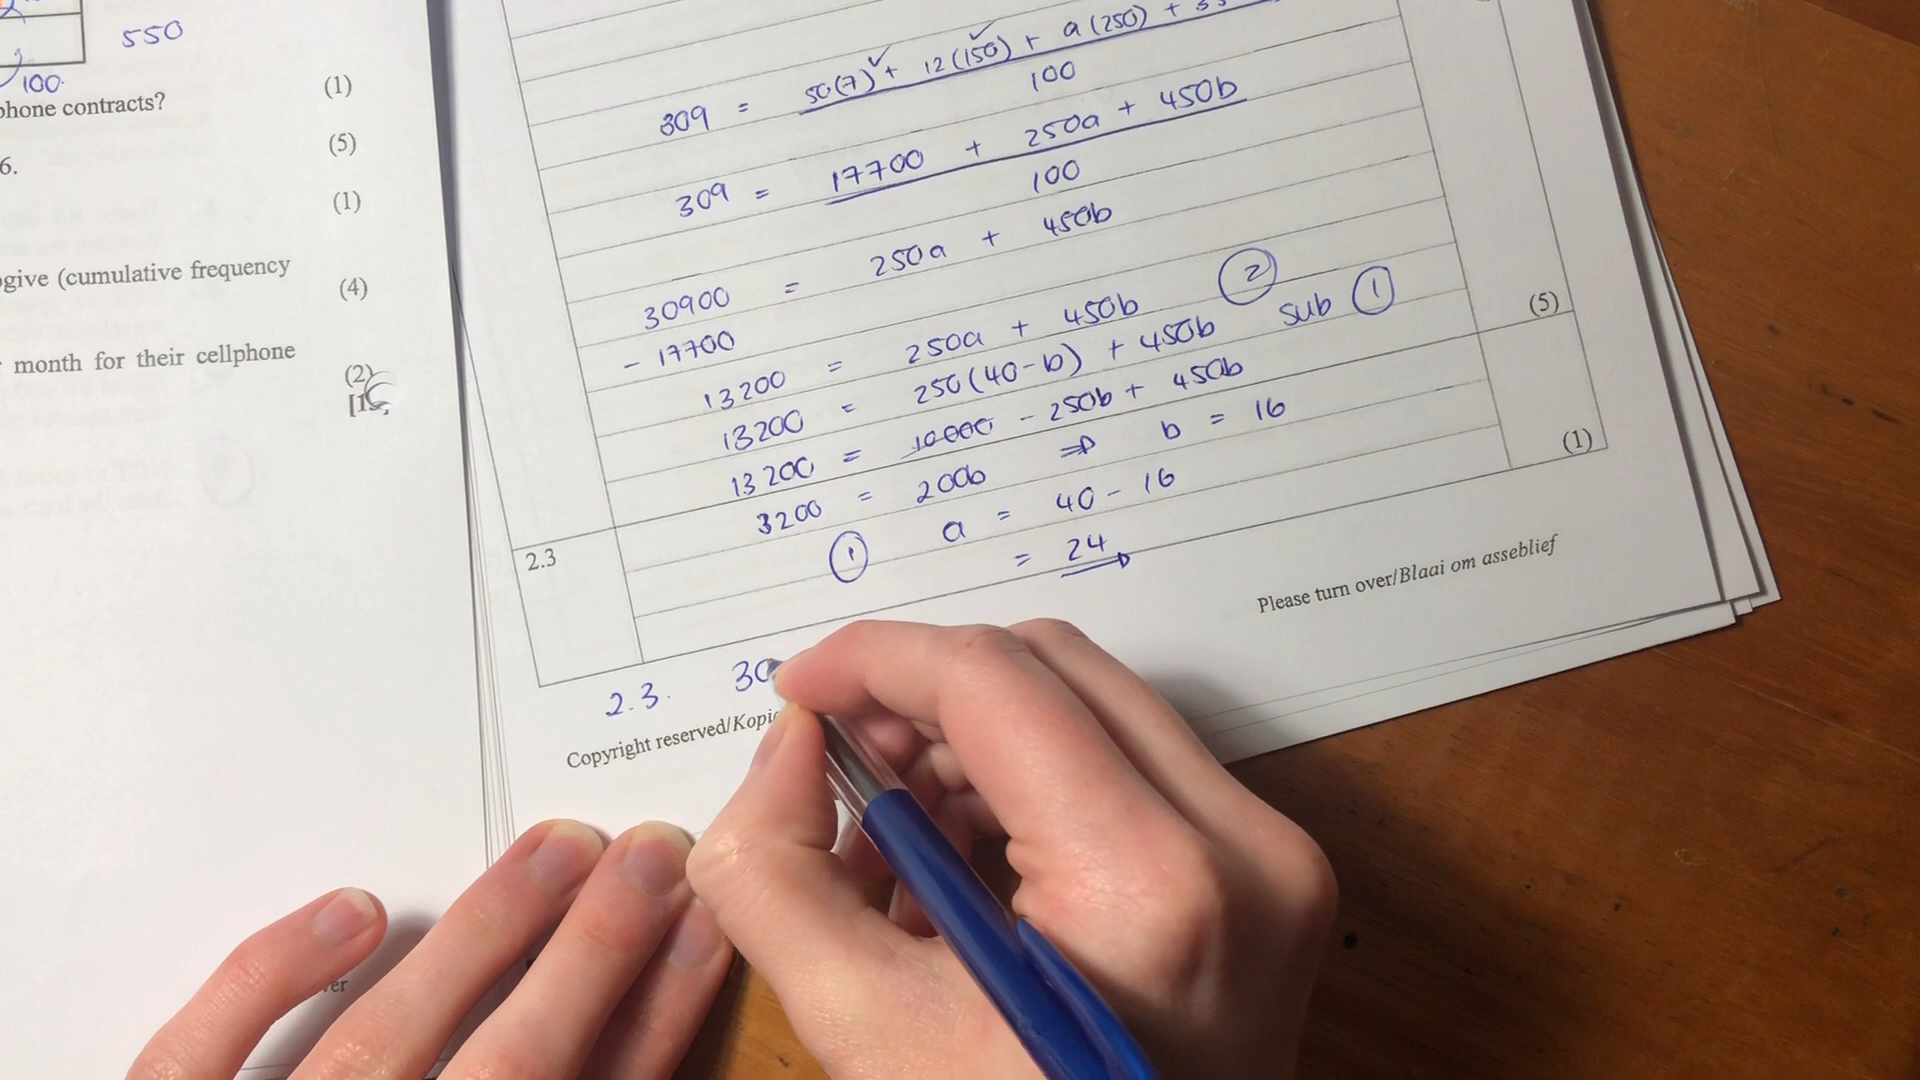 550
100.
phone contracts?
(1)
(5)
6.
(1)
ogive (cumulative frequency
(4)
month for their cellphone
(2)
309 = 50(7) + 12(150) + a(250) +
100
309 = 17700 + 250a + 450b
100
30900 = 250a + 450b
- 17700
13200 = 250a + 450b ②
13200 = 250(40-b) + 450b sub ①
13200 = 10000 - 250b + 450b
3200 = 200b ⇒ b = 16
① a = 40 - 16
= 24
(5)
2.3
(1)
Please turn over/Blaai om asseblief
2.3. 30
Copyright reserved/Kopie